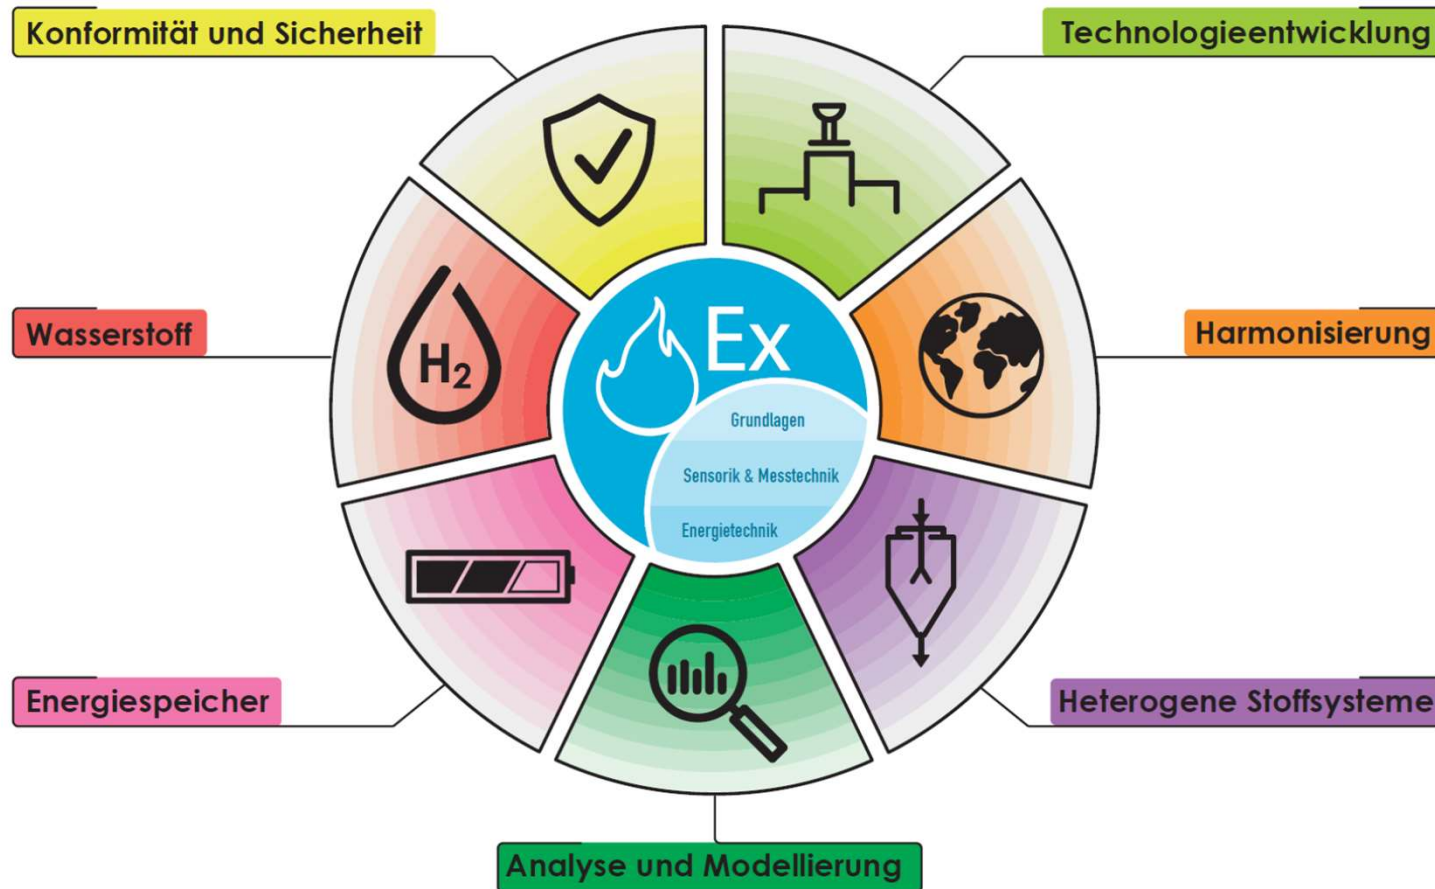 Konformität und Sicherheit
Technologieentwicklung
Wasserstoff
H2
Ex
Harmonisierung
Grundlagen
Sensorik & Messtechnik
Energietechnik
Energiespeicher
Heterogene Stoffsysteme
Analyse und Modellierung